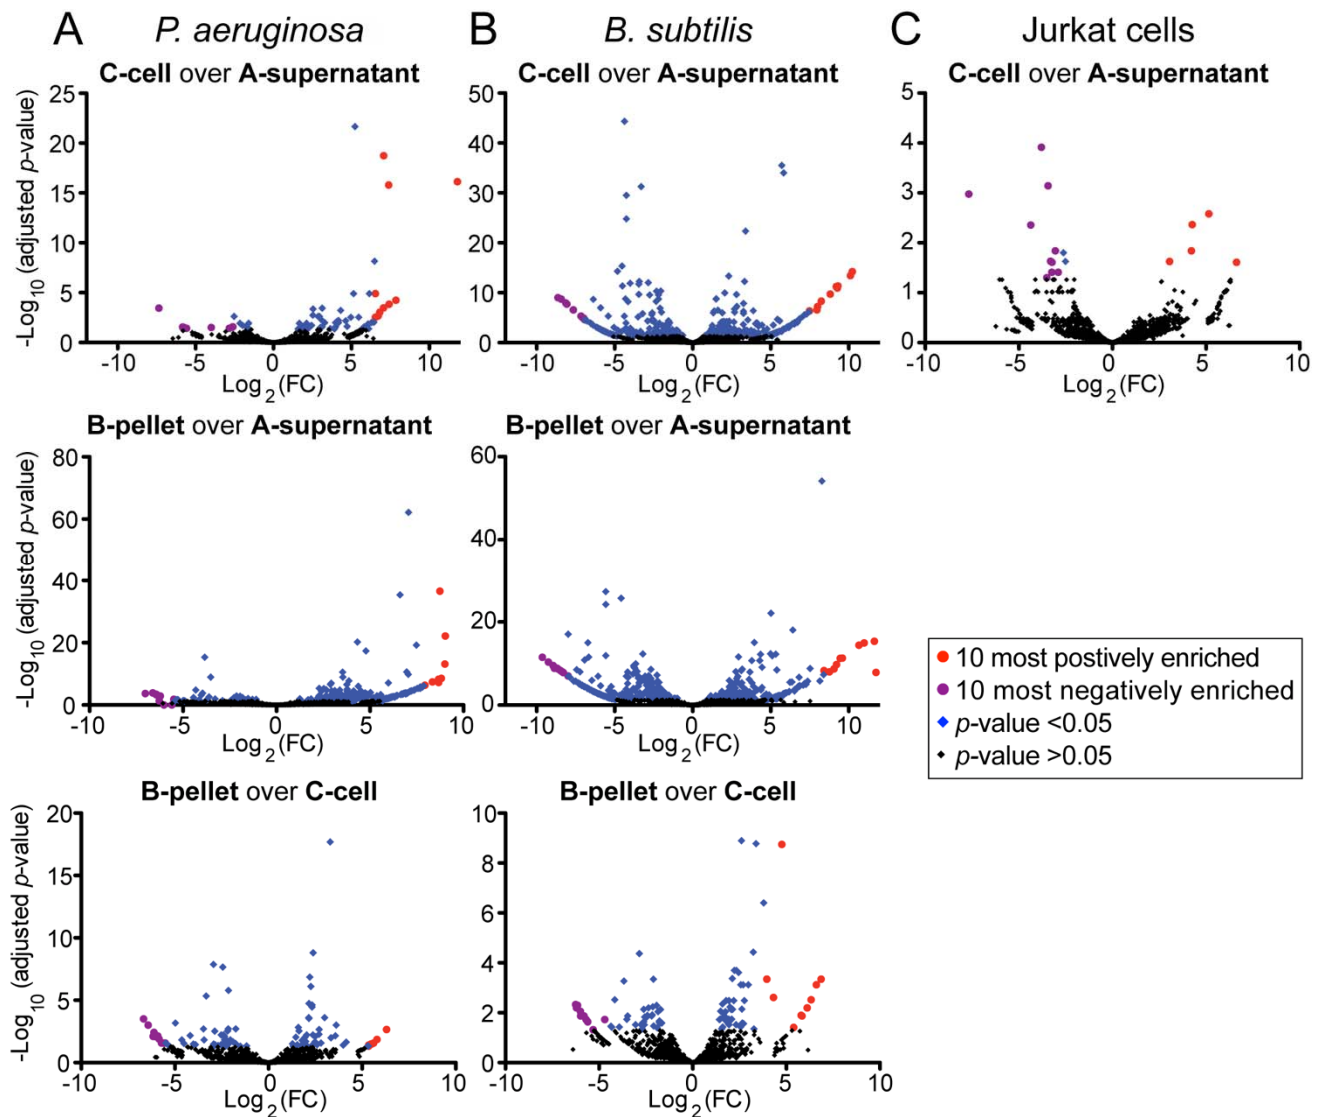 A P. aeruginosa B B. subtilis C Jurkat cells
C-cell over A-supernatant C-cell over A-supernatant C-cell over A-supernatant
-Log10 (adjusted p-value)
25
20
15
10
5
0
-10 -5 0 5 10
Log2(FC)
50
40
30
20
10
0
-10 -5 0 5 10
Log2(FC)
5
4
3
2
1
0
-10 -5 0 5 10
Log2(FC)
B-pellet over A-supernatant B-pellet over A-supernatant
-Log10 (adjusted p-value)
80
60
40
20
0
-10 -5 0 5 10
Log2(FC)
60
40
20
0
-10 -5 0 5 10
Log2(FC)
10 most postively enriched
10 most negatively enriched
p-value <0.05
p-value >0.05
B-pellet over C-cell B-pellet over C-cell
-Log10 (adjusted p-value)
20
15
10
5
0
-10 -5 0 5 10
Log2(FC)
10
8
6
4
2
0
-10 -5 0 5 10
Log2(FC)